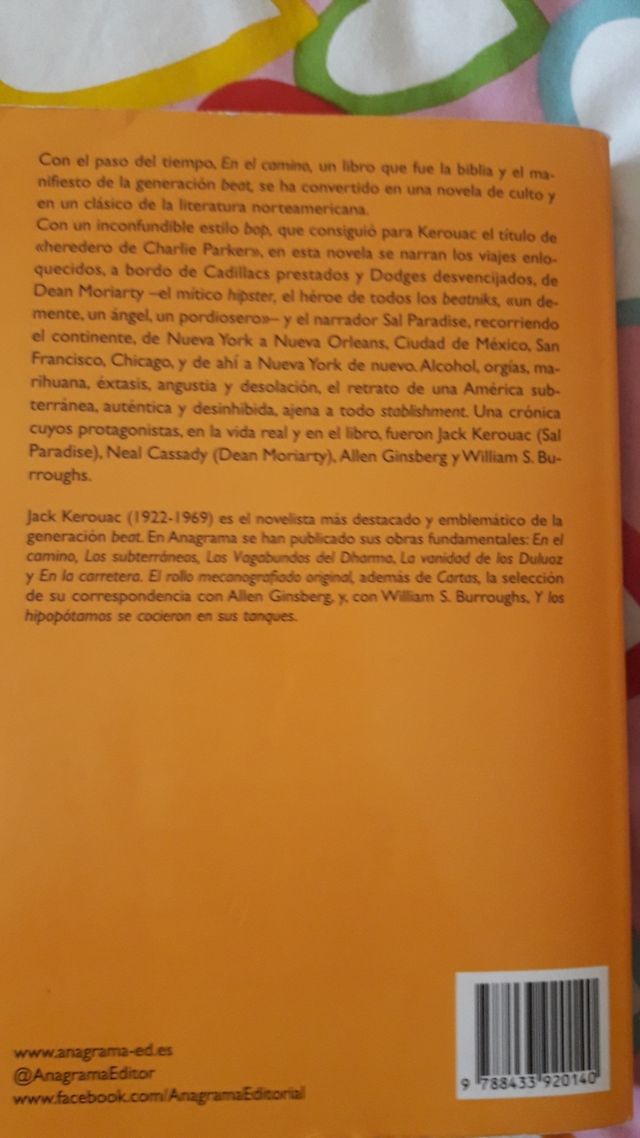 Con el paso del tiempo, En el camino, un libro que fue la biblia y el ma-
nifiesto de la generación beat, se ha convertido en una novela de culto y
en un clásico de la literatura norteamericana.
Con un inconfundible estilo bop, que consiguió para Kerouac el título de
«heredero de Charlie Parker», en esta novela se narran los viajes enlo-
quecidos, a bordo de Cadillacs prestados y Dodges desvencijados, de
Dean Moriarty –el mítico hipster, el héroe de todos los beatniks, «un de-
mente, un ángel, un pordiosero»– y el narrador Sal Paradise, recorriendo
el continente, de Nueva York a Nueva Orleans, Ciudad de México, San
Francisco, Chicago, y de ahí a Nueva York de nuevo. Alcohol, orgías, ma-
rihuana, éxtasis, angustia y desolación, el retrato de una América sub-
terránea, auténtica y desinhibida, ajena a todo stablishment. Una crónica
cuyos protagonistas, en la vida real y en el libro, fueron Jack Kerouac (Sal
Paradise), Neal Cassady (Dean Moriarty), Allen Ginsberg y William S. Bu-
rroughs.
Jack Kerouac (1922-1969) es el novelista más destacado y emblemático de la
generación beat. En Anagrama se han publicado sus obras fundamentales: En el
camino, Los subterráneos, Los Vagabundos del Dharma, La vanidad de los Duluoz
y En la carretera. El rollo mecanografiado original, además de Cartas, la selección
de su correspondencia con Allen Ginsberg, y, con William S. Burroughs, Y los
hipopótamos se cocieron en sus tanques.
www.anagrama-ed.es
@AnagramaEditor
www.facebook.com/AnagramaEditorial
9 788433 920140